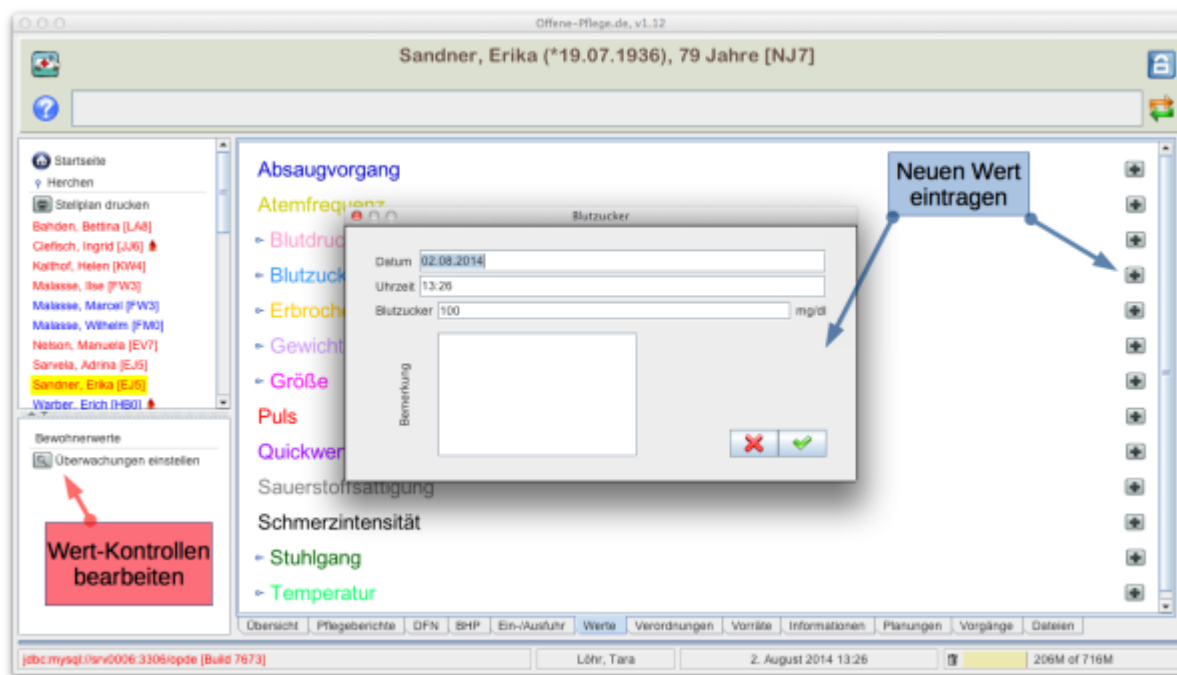 Offene-Pflege.de, v1.12
Sandner, Erika (*19.07.1936), 79 Jahre [NJ7]
Startseite
Herchen
Stellplan drucken
Bahden, Bettina [LA8]
Clefisch, Ingrid [JJ6]
Kalthof, Helen [KW4]
Malasse, Ilse [FW3]
Malasse, Marcel [FW3]
Malasse, Wilhelm [FM0]
Nelson, Manuela [EV7]
Sarvela, Adrina [EJ5]
Sandner, Erika [EJ5]
Warber, Erich [HB0]
Bewohnerwerte
Überwachungen einstellen
Wert-Kontrollen
bearbeiten
Absaugvorgang
Atemfrequenz
Blutdruc
Blutzuck
Erbroche
Gewicht
Größe
Puls
Quickwer
Sauerstoffsättigung
Schmerzintensität
Stuhlgang
Temperatur
Neuen Wert
eintragen
Blutzucker
Datum 02.08.2014
Uhrzeit 13:26
Blutzucker 100 mg/dl
Bemerkung
Übersicht Pflegeberichte DFN BHP Ein-/Ausfuhr Werte Verordnungen Vorräte Informationen Planungen Vorgänge Dateien
jdbc:mysql://srv0006:3306/opde [Build 7673] Löhr, Tara 2. August 2014 13:26 206M of 716M